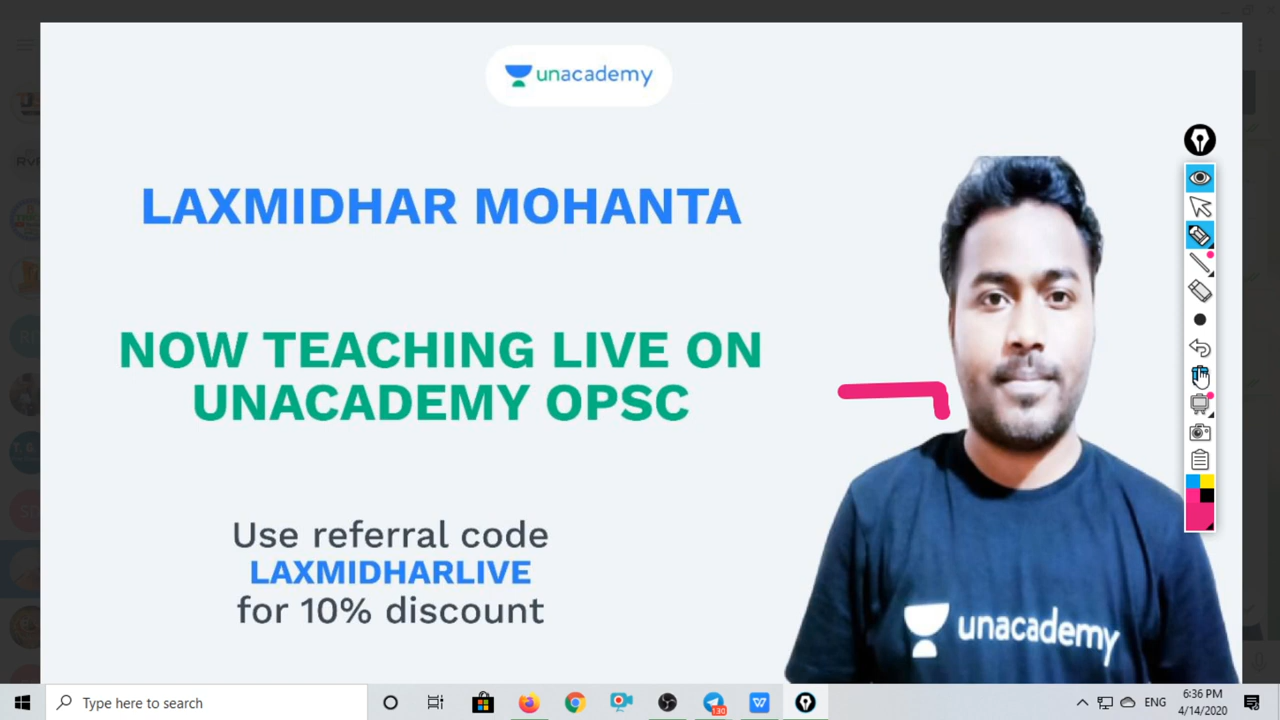 unacademy
LAXMIDHAR MOHANTA
NOW TEACHING LIVE ON
UNACADEMY OPSC
Use referral code
LAXMIDHARLIVE
for 10% discount
unacademy
Type here to search
130
ENG
6:36 PM
4/14/2020